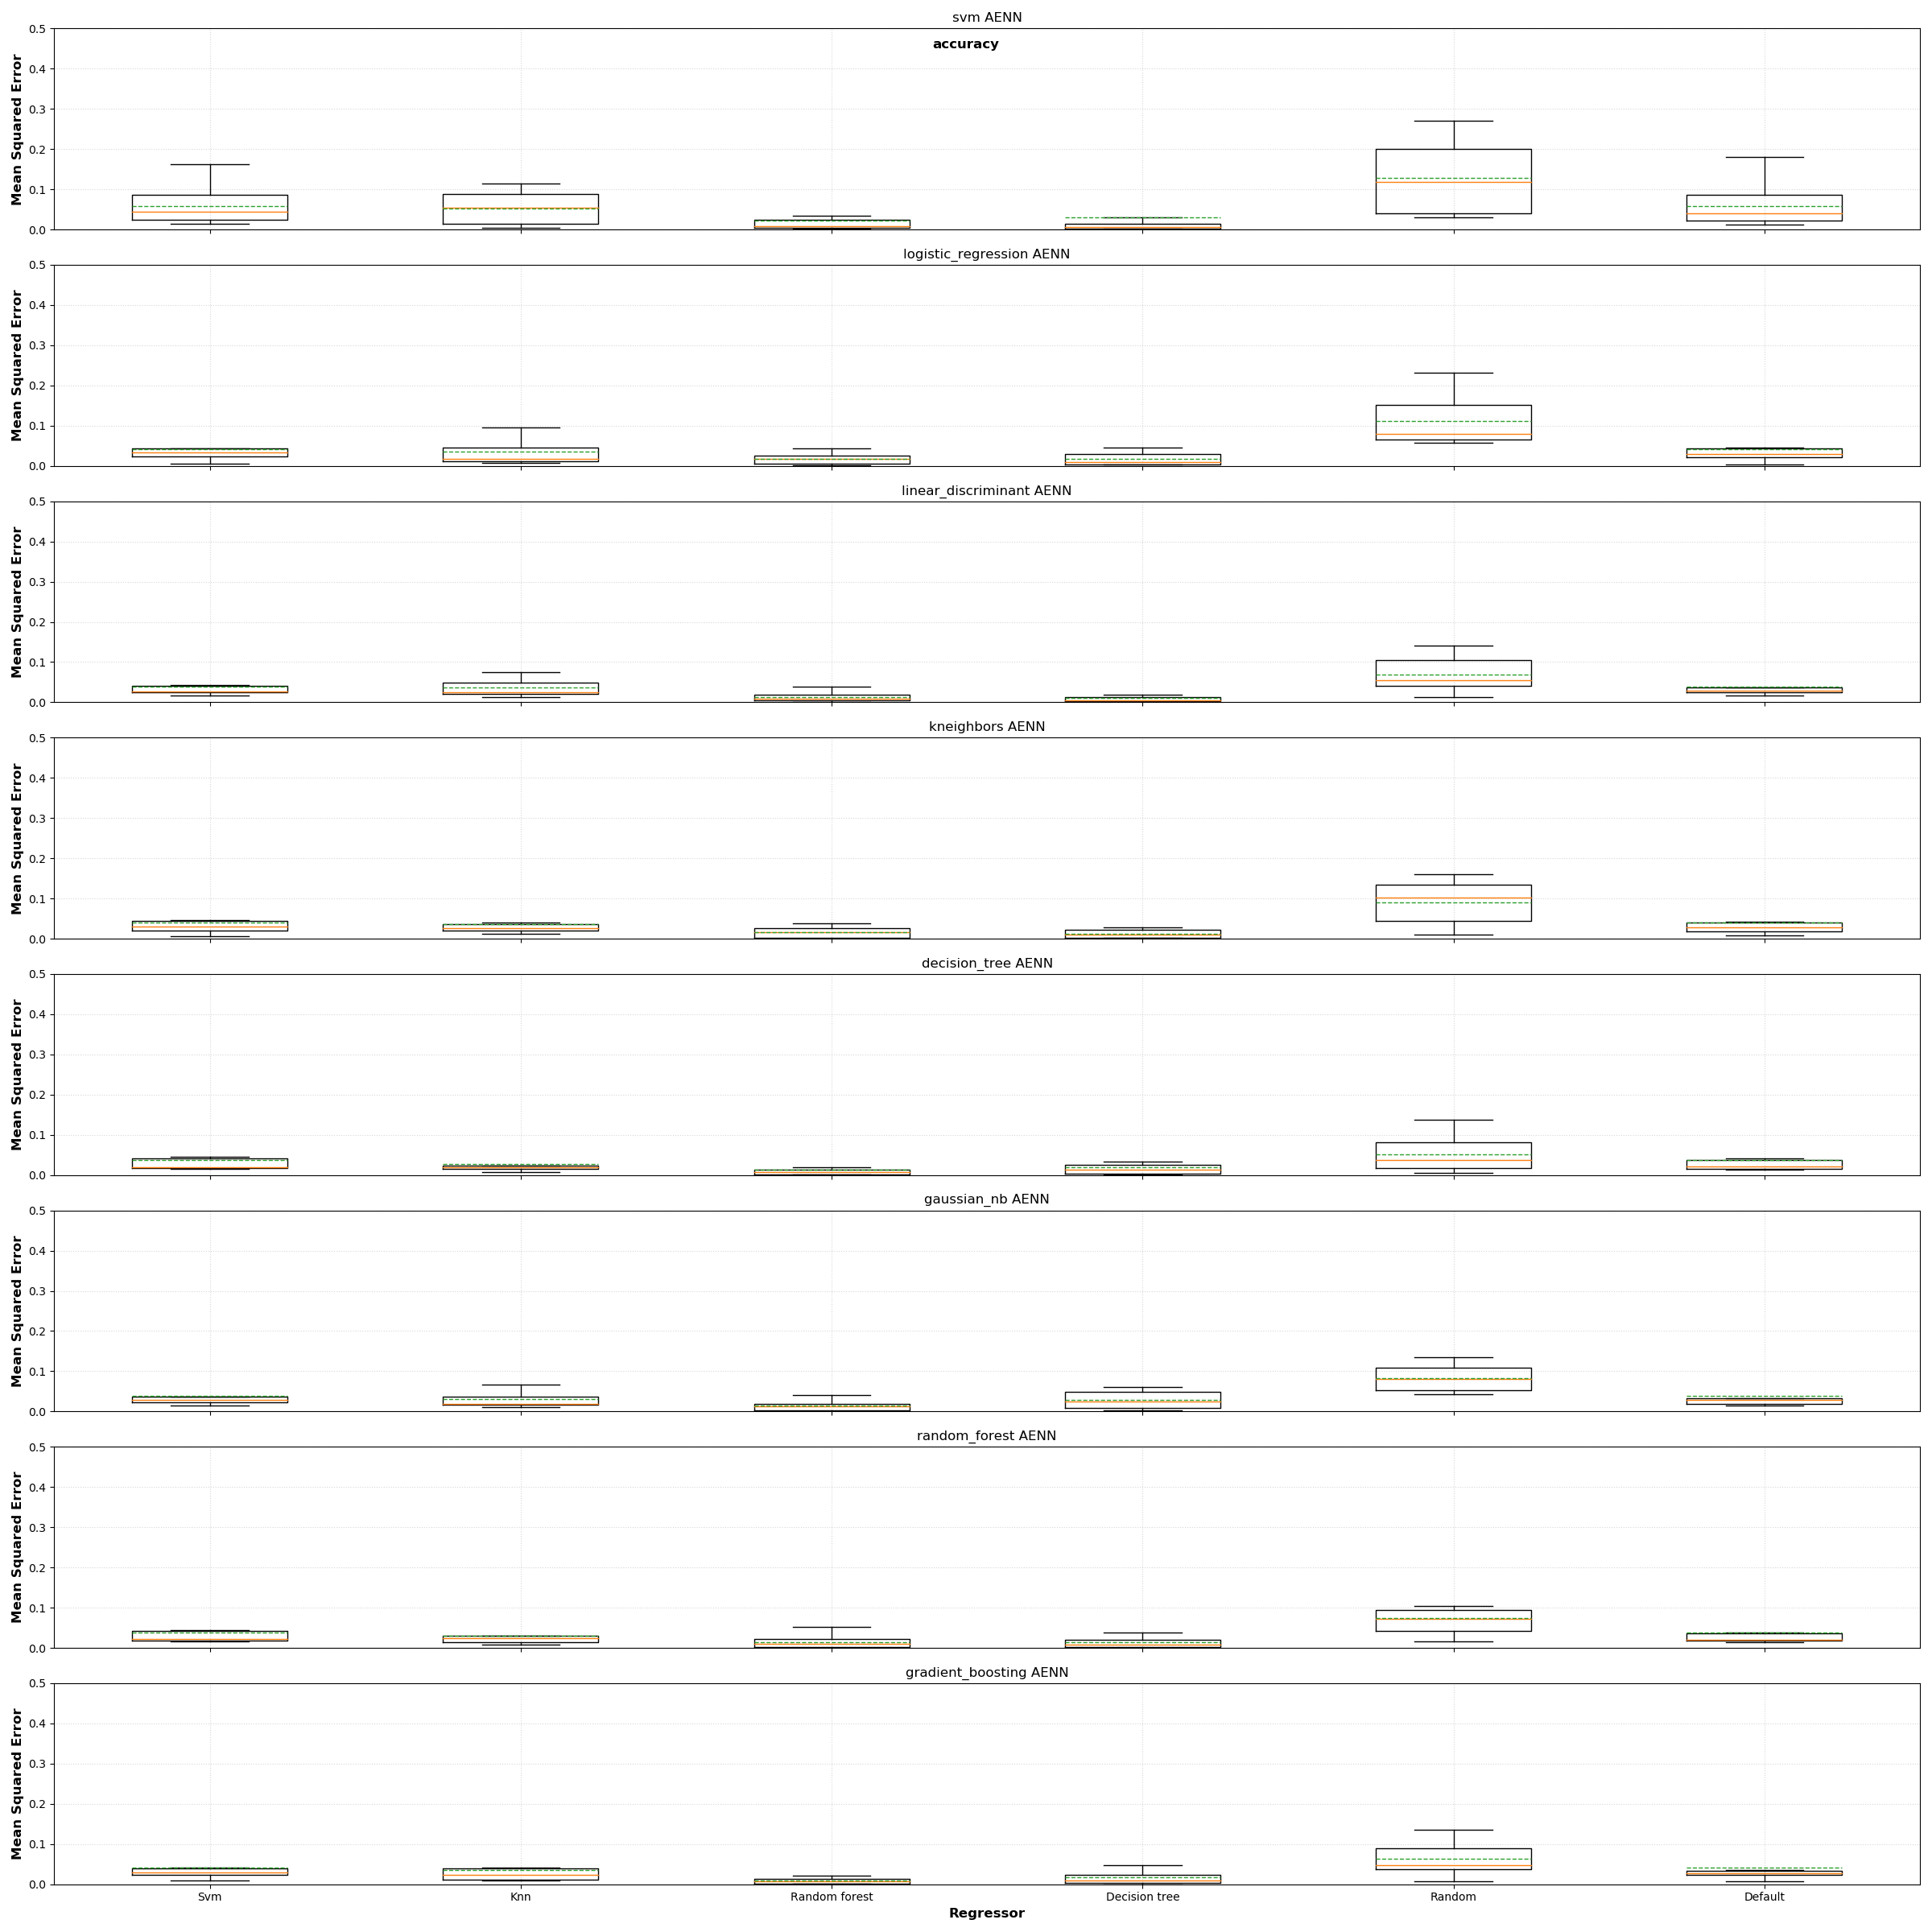 svm AENN
accuracy
Mean Squared Error
0.5
0.4
0.3
0.2
0.1
0.0
logistic_regression AENN
Mean Squared Error
0.5
0.4
0.3
0.2
0.1
0.0
linear_discriminant AENN
Mean Squared Error
0.5
0.4
0.3
0.2
0.1
0.0
kneighbors AENN
Mean Squared Error
0.5
0.4
0.3
0.2
0.1
0.0
decision_tree AENN
Mean Squared Error
0.5
0.4
0.3
0.2
0.1
0.0
gaussian_nb AENN
Mean Squared Error
0.5
0.4
0.3
0.2
0.1
0.0
random_forest AENN
Mean Squared Error
0.5
0.4
0.3
0.2
0.1
0.0
gradient_boosting AENN
Mean Squared Error
0.5
0.4
0.3
0.2
0.1
0.0
Svm Knn Random forest Decision tree Random Default
Regressor